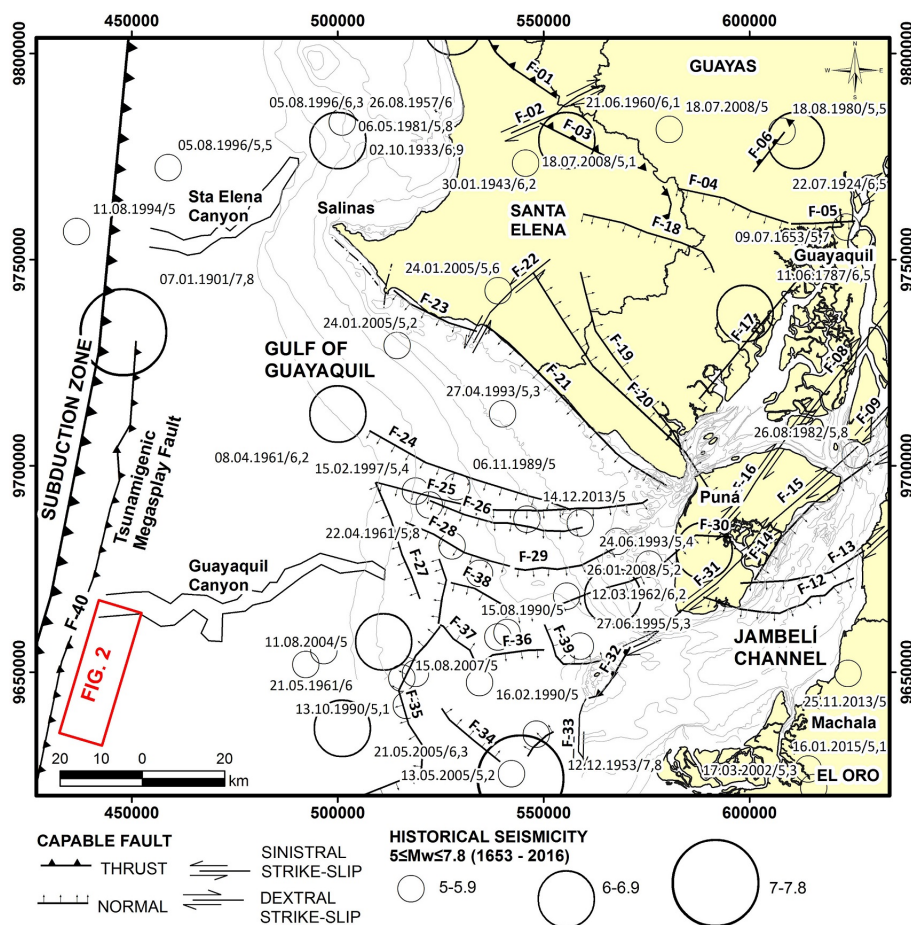 450000 500000 550000 600000
9800000 9800000
9750000 9750000
9700000 9700000
9650000 9650000
N
W E
S
F-01
GUAYAS
05.08.1996/6,3 26.08.1957/6
F-02
21.06.1960/6,1
18.07.2008/5
18.08.1980/5,5
06.05.1981/5,8
F-03
F-06
05.08.1996/5,5
02.10.1933/6,9
18.07.2008/5,1
30.01.1943/6,2
F-04
22.07.1924/6,5
Sta Elena
Canyon
11.08.1994/5
Salinas
SANTA
ELENA
F-18
F-05
09.07.1653/5,7
Guayaquil
07.01.1901/7,8
24.01.2005/5,6
F-22
11.06.1787/6,5
F-23
24.01.2005/5,2
F-17
F-08
GULF OF
GUAYAQUIL
F-19
F-21
F-20
SUBDUCTION ZONE
27.04.1993/5,3
F-09
Tsunamigenic
Megasplay Fault
F-24
26.08.1982/5,8
08.04.1961/6,2
15.02.1997/5,4
06.11.1989/5
F-16
F-15
F-25
F-26
14.12.2013/5
Puná
22.04.1961/5,8
F-28
F-30
24.06.1993/5,4
F-14
F-13
Guayaquil
Canyon
F-27
F-29
26.01.2008/5,2
F-31
F-12
F-38
12.03.1962/6,2
F-40
15.08.1990/5
27.06.1995/5,3
FIG. 2
F-37
F-36
F-39
F-32
JAMBELÍ
CHANNEL
11.08.2004/5
15.08.2007/5
21.05.1961/6
16.02.1990/5
25.11.2013/5
13.10.1990/5,1
F-35
F-34
F-33
Machala
21.05.2005/6,3
16.01.2015/5,1
13.05.2005/5,2
12.12.1953/7,8
17.03.2002/5,3
EL ORO
20 0 20
km
450000 500000 550000 600000
CAPABLE FAULT
THRUST
NORMAL
SINISTRAL
STRIKE-SLIP
DEXTRAL
STRIKE-SLIP
HISTORICAL SEISMICITY
5≤Mw≤7.8 (1653 - 2016)
5-5.9
6-6.9
7-7.8